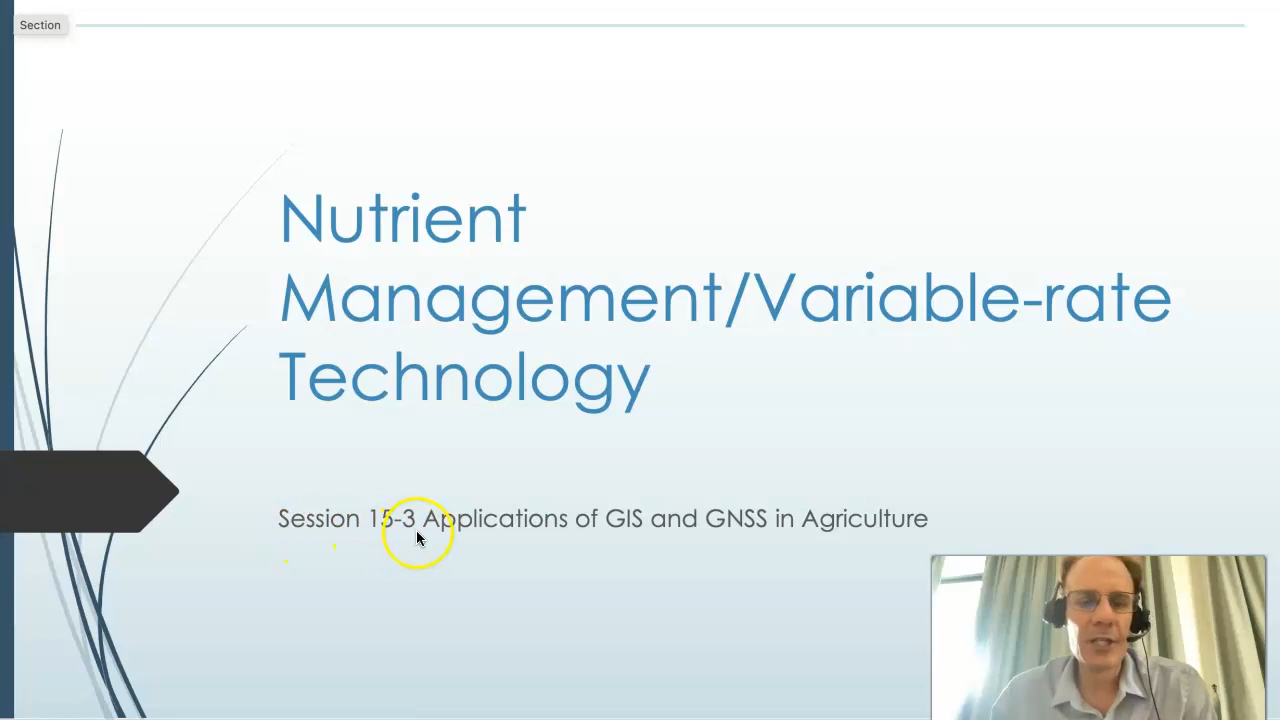 Section
Nutrient
Management/Variable-rate
Technology
Session 15-3 Applications of GIS and GNSS in Agriculture